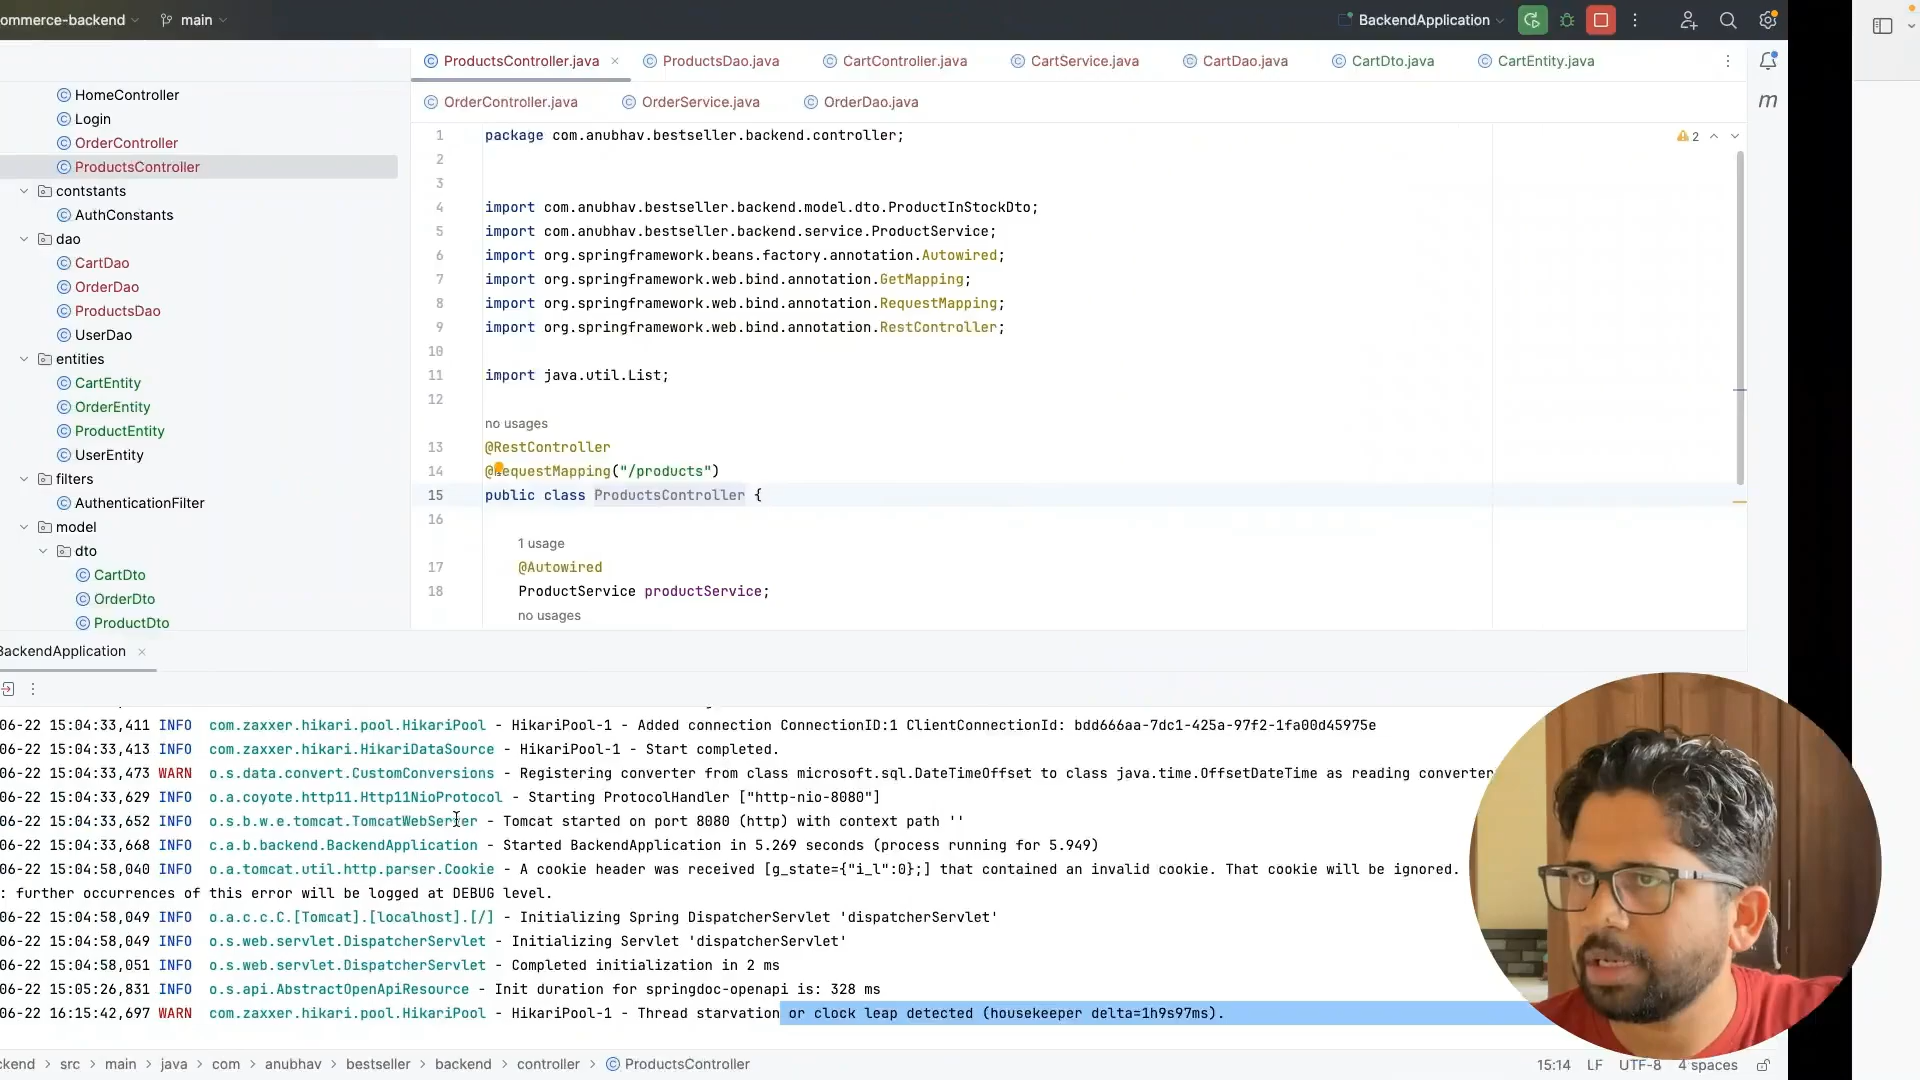 ommerce-backend
main
BackendApplication
ProductsController.java
ProductsDao.java
CartController.java
CartService.java
CartDao.java
CartDto.java
CartEntity.java
OrderController.java
OrderService.java
OrderDao.java
m
HomeController
Login
OrderController
ProductsController
contstants
AuthConstants
dao
CartDao
OrderDao
ProductsDao
UserDao
entities
CartEntity
OrderEntity
ProductEntity
UserEntity
filters
AuthenticationFilter
model
dto
CartDto
OrderDto
ProductDto
2
1 package com.anubhav.bestseller.backend.controller;
2
3
4 import com.anubhav.bestseller.backend.model.dto.ProductInStockDto;
5 import com.anubhav.bestseller.backend.service.ProductService;
6 import org.springframework.beans.factory.annotation.Autowired;
7 import org.springframework.web.bind.annotation.GetMapping;
8 import org.springframework.web.bind.annotation.RequestMapping;
9 import org.springframework.web.bind.annotation.RestController;
10
11 import java.util.List;
12
no usages
13 @RestController
14 @RequestMapping("/products")
15 public class ProductsController {
16
1 usage
17 @Autowired
18 ProductService productService;
no usages
BackendApplication
06-22 15:04:33,411 INFO com.zaxxer.hikari.pool.HikariPool - HikariPool-1 - Added connection ConnectionID:1 ClientConnectionId: bdd666aa-7dc1-425a-97f2-1fa00d45975e
06-22 15:04:33,413 INFO com.zaxxer.hikari.HikariDataSource - HikariPool-1 - Start completed.
06-22 15:04:33,473 WARN o.s.data.convert.CustomConversions - Registering converter from class microsoft.sql.DateTimeOffset to class java.time.OffsetDateTime as reading converter
06-22 15:04:33,629 INFO o.a.coyote.http11.Http11NioProtocol - Starting ProtocolHandler ["http-nio-8080"]
06-22 15:04:33,652 INFO o.s.b.w.e.tomcat.TomcatWebServer - Tomcat started on port 8080 (http) with context path ''
06-22 15:04:33,668 INFO c.a.b.backend.BackendApplication - Started BackendApplication in 5.269 seconds (process running for 5.949)
06-22 15:04:58,040 INFO o.a.tomcat.util.http.parser.Cookie - A cookie header was received [g_state={"i_l":0};] that contained an invalid cookie. That cookie will be ignored.
: further occurrences of this error will be logged at DEBUG level.
06-22 15:04:58,049 INFO o.a.c.c.C.[Tomcat].[localhost].[/] - Initializing Spring DispatcherServlet 'dispatcherServlet'
06-22 15:04:58,049 INFO o.s.web.servlet.DispatcherServlet - Initializing Servlet 'dispatcherServlet'
06-22 15:04:58,051 INFO o.s.web.servlet.DispatcherServlet - Completed initialization in 2 ms
06-22 15:05:26,831 INFO o.s.api.AbstractOpenApiResource - Init duration for springdoc-openapi is: 328 ms
06-22 16:15:42,697 WARN com.zaxxer.hikari.pool.HikariPool - HikariPool-1 - Thread starvation or clock leap detected (housekeeper delta=1h9s97ms).
ckend > src > main > java > com > anubhav > bestseller > backend > controller > ProductsController
15:14 LF UTF-8 4 spaces